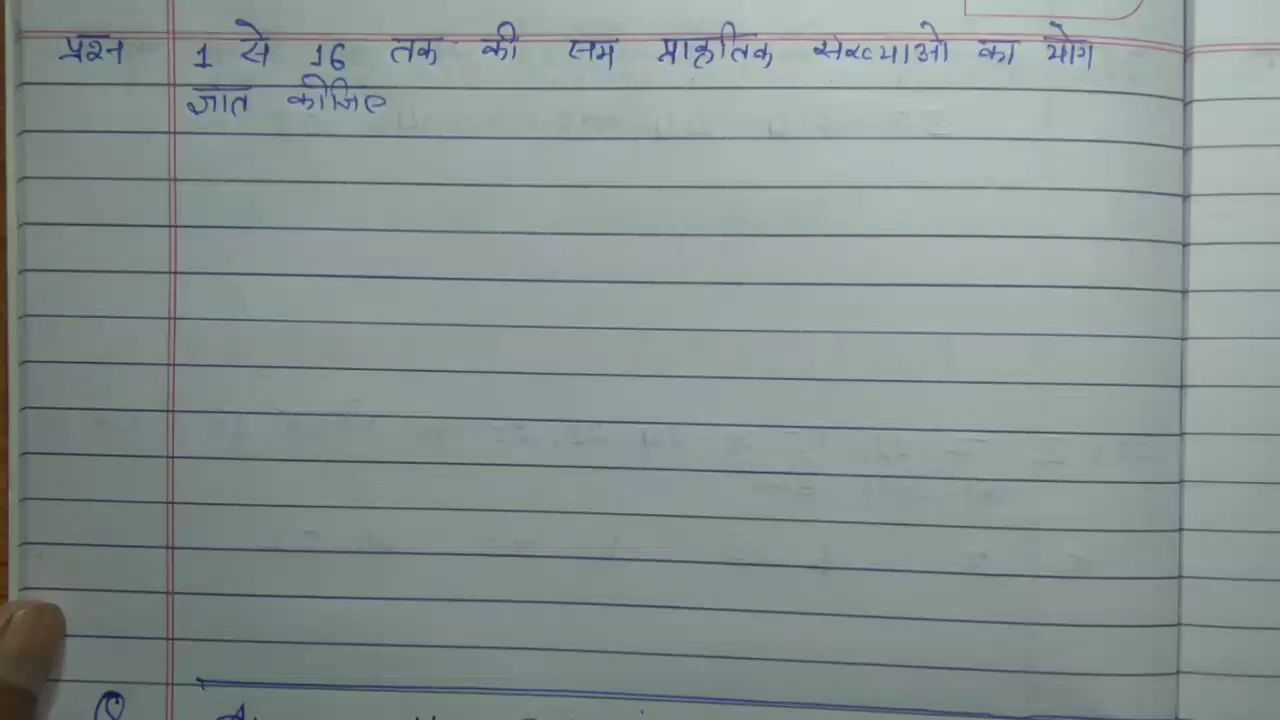 प्रश्न 1 से 16 तक की सम प्राकृतिक संख्याओ का योग
ज्ञात कीजिए